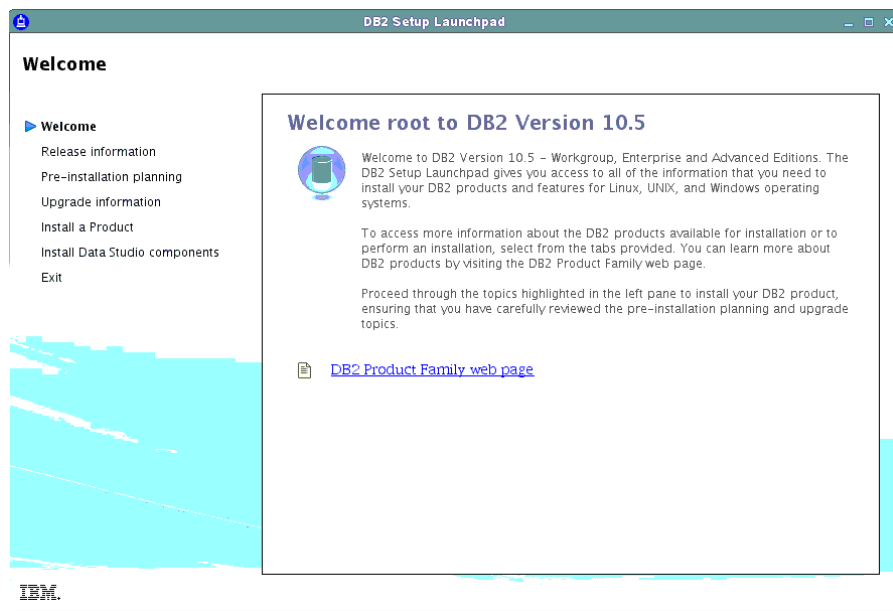 DB2 Setup Launchpad
Welcome
Welcome
Release information
Pre-installation planning
Upgrade information
Install a Product
Install Data Studio components
Exit
Welcome root to DB2 Version 10.5
Welcome to DB2 Version 10.5 - Workgroup, Enterprise and Advanced Editions. The
DB2 Setup Launchpad gives you access to all of the information that you need to
install your DB2 products and features for Linux, UNIX, and Windows operating
systems.
To access more information about the DB2 products available for installation or to
perform an installation, select from the tabs provided. You can learn more about
DB2 products by visiting the DB2 Product Family web page.
Proceed through the topics highlighted in the left pane to install your DB2 product,
ensuring that you have carefully reviewed the pre-installation planning and upgrade
topics.
DB2 Product Family web page
IBM.